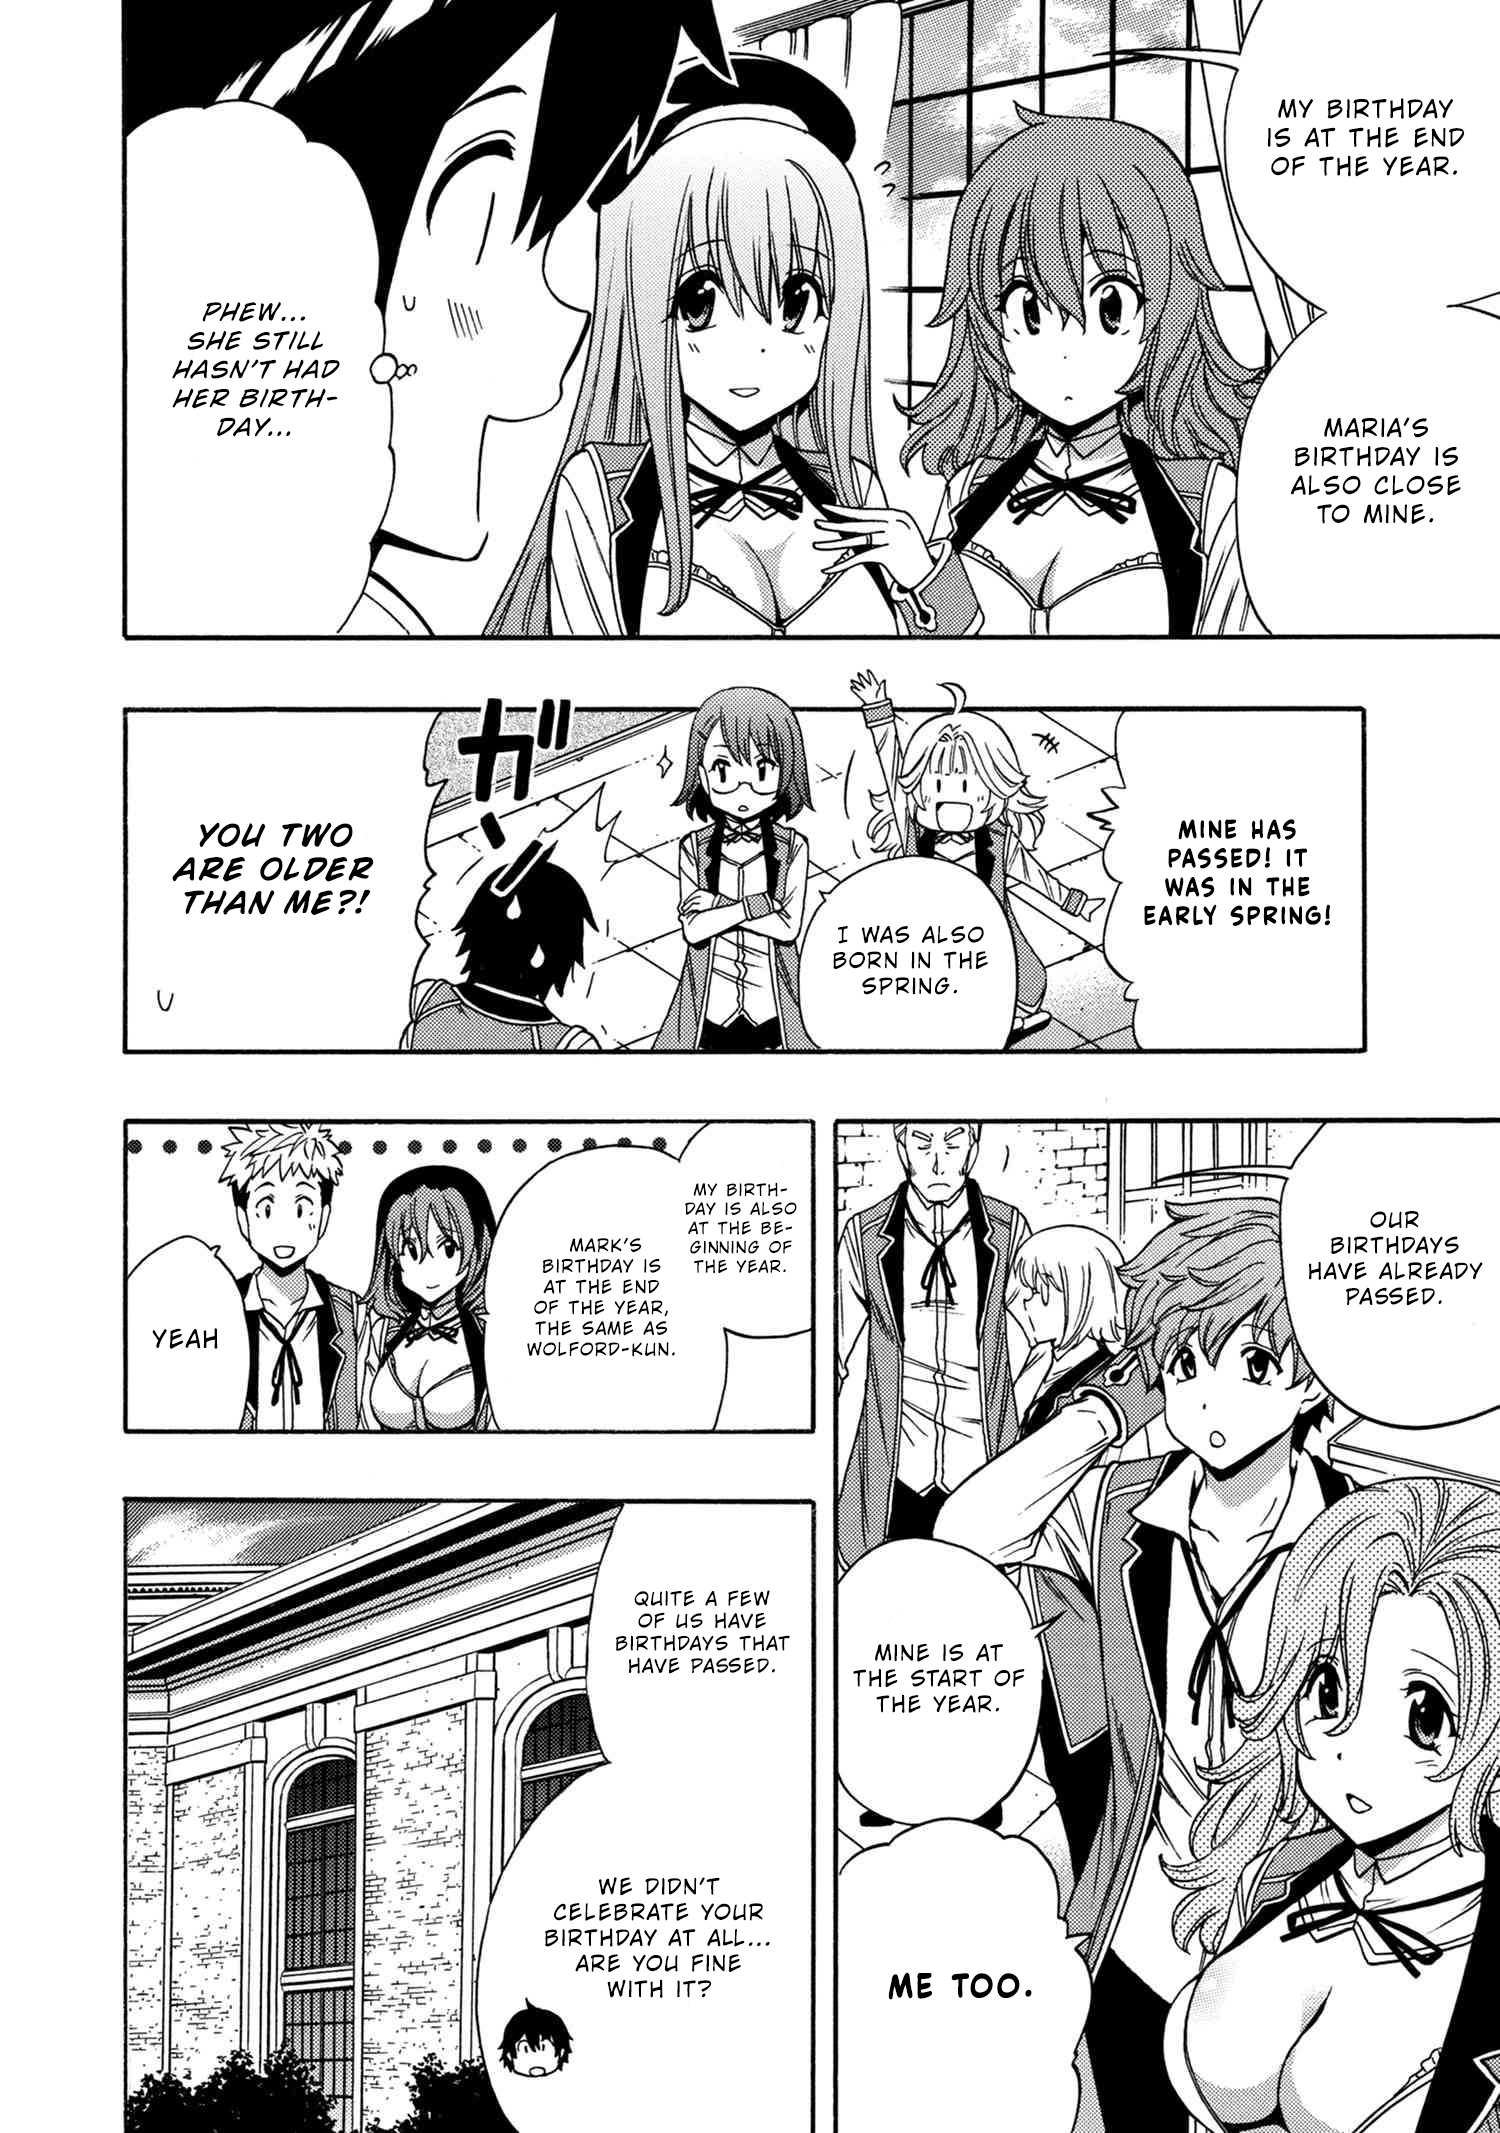 MY BIRTHDAY
IS AT THE END
OF THE YEAR.
MARIA'S
BIRTHDAY IS
ALSO CLOSE
TO MINE.
PHEW...
SHE STILL
HASN'T HAD
HER BIRTH-
DAY...
MINE HAS
PASSED! IT
WAS IN THE
EARLY SPRING!
I WAS ALSO
BORN IN THE
SPRING.
ガガーン
YOU TWO
ARE OLDER
THAN ME?!
OUR
BIRTHDAYS
HAVE ALREADY
PASSED.
MINE IS AT
THE START OF
THE YEAR.
ME TOO.
MY BIRTH-
DAY IS ALSO
AT THE BE-
GINNING OF
THE YEAR.
MARK'S
BIRTHDAY IS
AT THE END
OF THE YEAR,
THE SAME AS
WOLFORD-KUN.
YEAH
QUITE A FEW
OF US HAVE
BIRTHDAYS THAT
HAVE PASSED.
WE DIDN'T
CELEBRATE YOUR
BIRTHDAY AT ALL...
ARE YOU FINE
WITH IT?